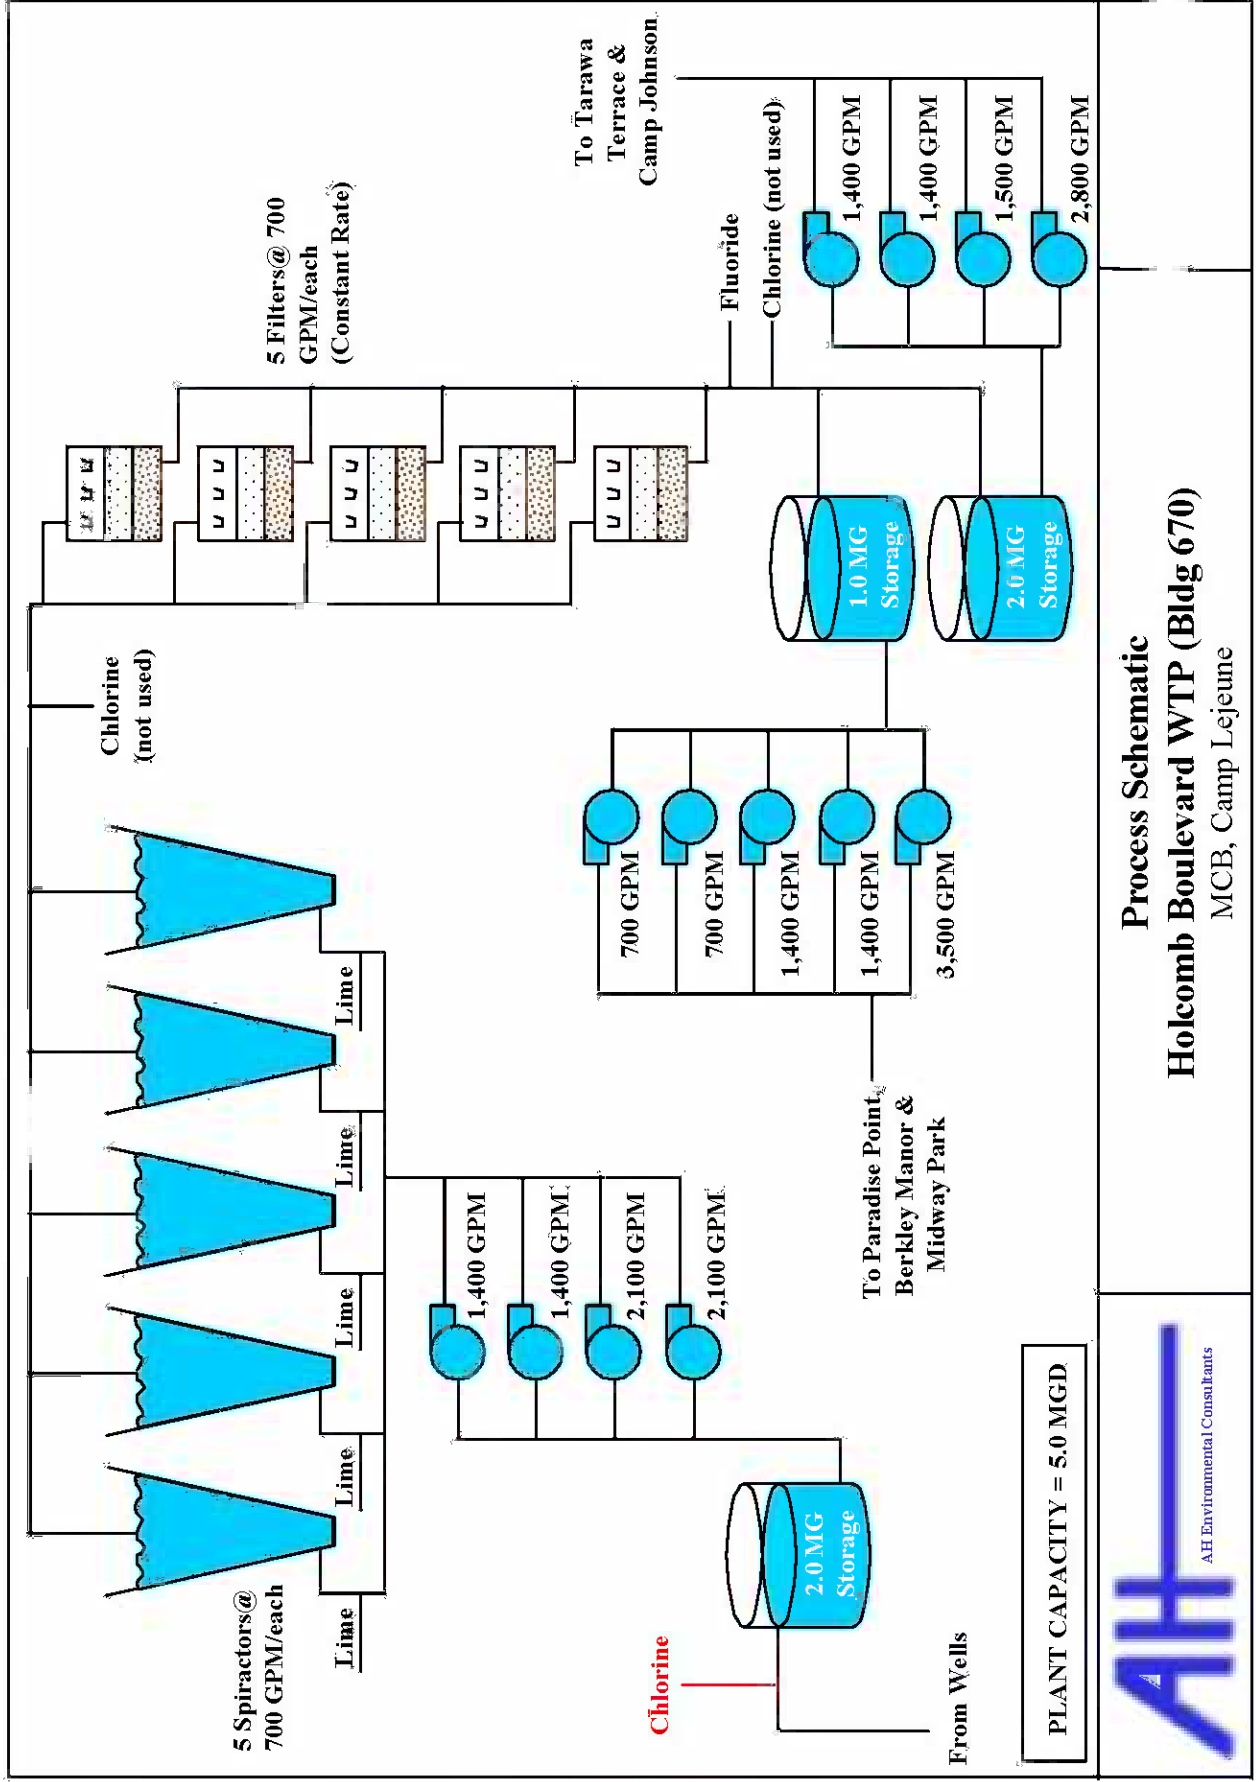 5 Spiractors@
700 GPM/each
Lime
Lime
Lime
Lime
Lime
Chlorine
(not used)
5 Filters@ 700
GPM/each
(Constant Rate)
To Tarawa
Terrace &
Camp Johnson
Fluoride
Chlorine (not used)
1,400 GPM
1,400 GPM
1,500 GPM
2,800 GPM
1.0 MG
Storage
2.0 MG
Storage
700 GPM
700 GPM
1,400 GPM
1,400 GPM
3,500 GPM
To Paradise Point,
Berkley Manor &
Midway Park
1,400 GPM
1,400 GPM
2,100 GPM
2,100 GPM
2.0 MG
Storage
Chlorine
From Wells
PLANT CAPACITY = 5.0 MGD
AH
AH Environmental Consultants
Process Schematic
Holcomb Boulevard WTP (Bldg 670)
MCB, Camp Lejeune